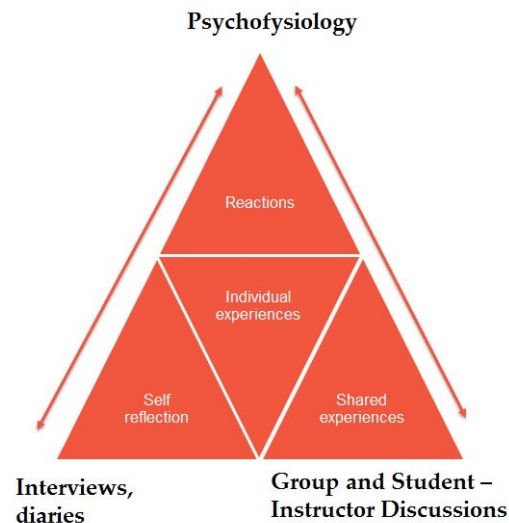 Psychofysiology
Reactions
Individual
experiences
Self
reflection
Shared
experiences
Interviews,
diaries
Group and Student –
Instructor Discussions